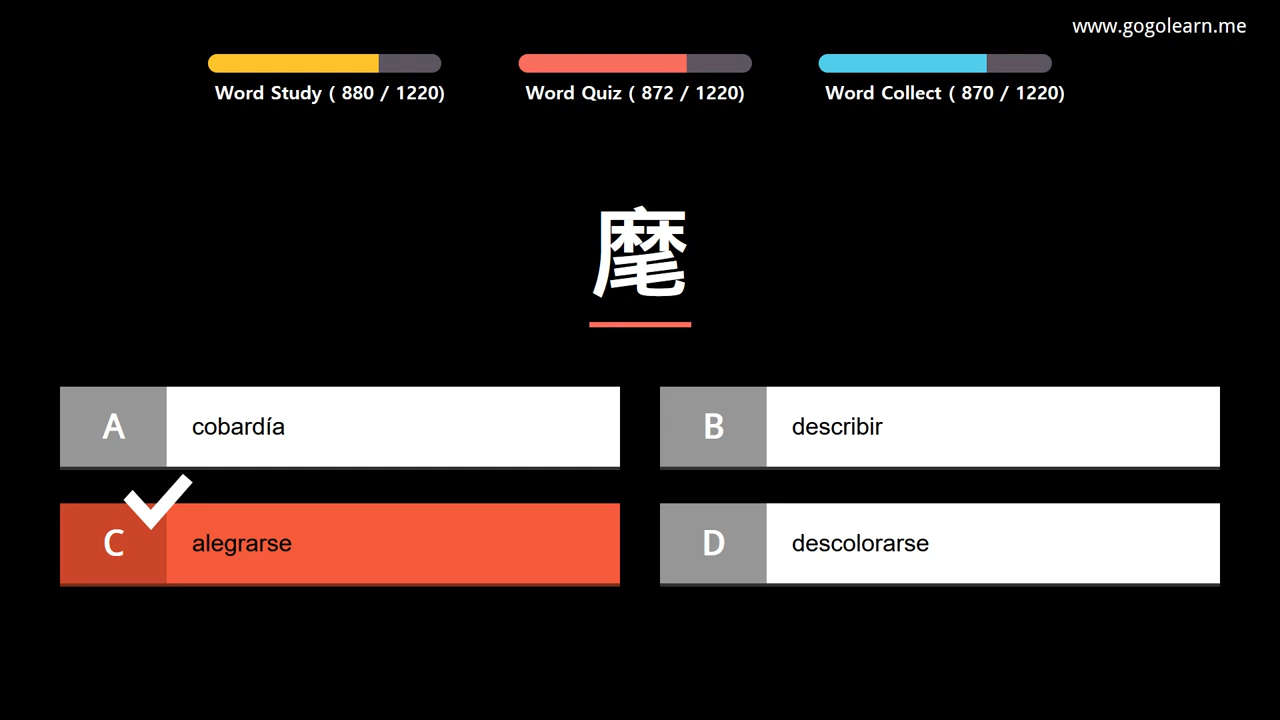 www.gogolearn.me
Word Study ( 880 / 1220)
Word Quiz ( 872 / 1220)
Word Collect ( 870 / 1220)
麾
A cobardía
B describir
C alegrarse
D descolorarse